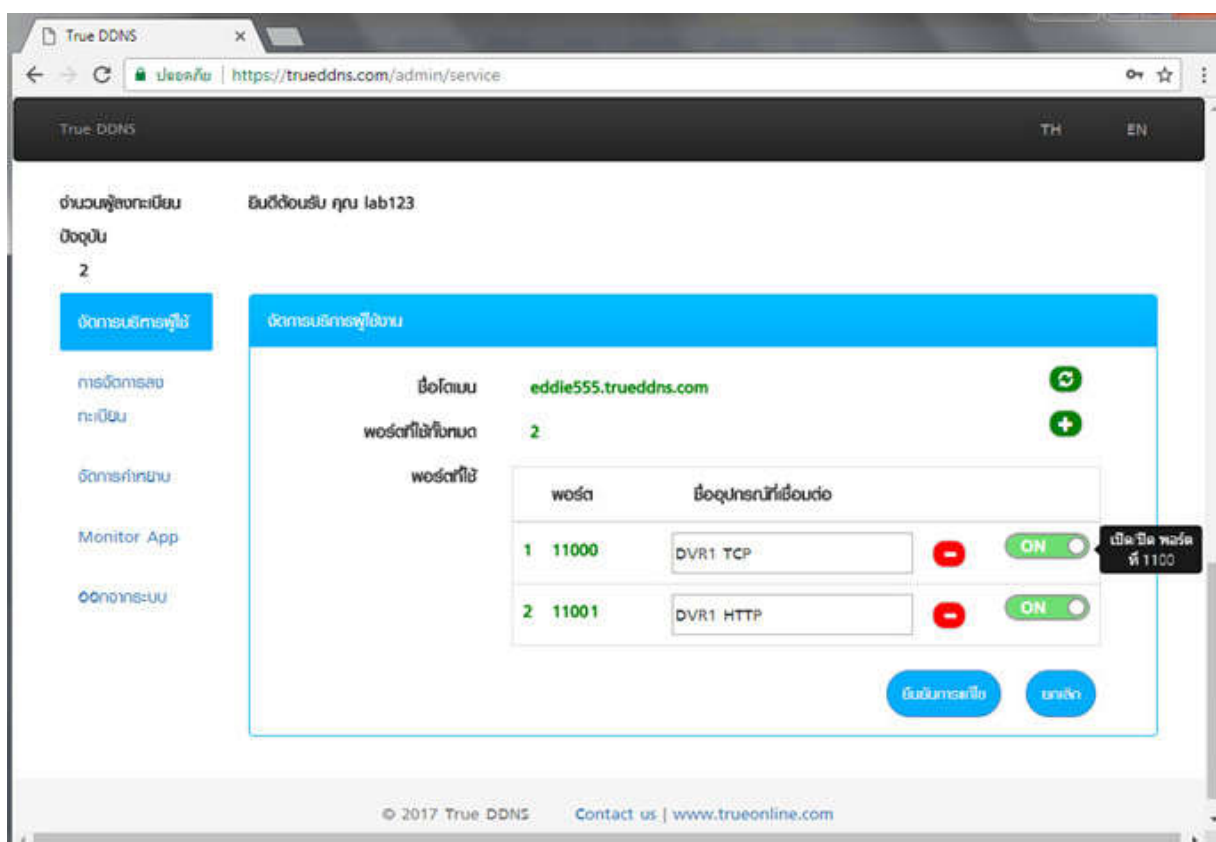 True DDNS
ปลอดภัย | https://trueddns.com/admin/service
True DDNS TH EN
จำนวนผู้ลงทะเบียน
ปัจจุบัน
2
ยินดีต้อนรับ คุณ lab123
จัดการบริการผู้ใช้
การจัดการลง
ทะเบียน
จัดการคำหยาบ
Monitor App
ออกจากระบบ
จัดการบริการผู้ใช้งาน
ชื่อโดเมน eddie555.trueddns.com
พอร์ตที่ใช้ทั้งหมด 2
พอร์ตที่ใช้
พอร์ต ชื่ออุปกรณ์ที่เชื่อมต่อ
1 11000 DVR1 TCP ON
เปิด/ปิด พอร์ต
ที่ 1100
2 11001 DVR1 HTTP ON
ยืนยันการแก้ไข ยกเลิก
© 2017 True DDNS Contact us | www.trueonline.com